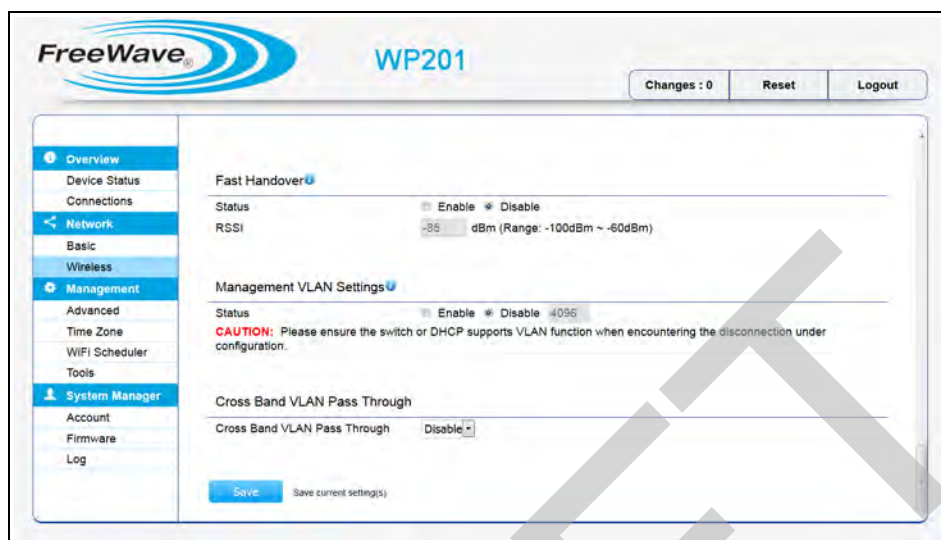 FreeWave®
WP201
Changes : 0 Reset Logout
Overview
Device Status
Connections
Network
Basic
Wireless
Management
Advanced
Time Zone
WiFi Scheduler
Tools
System Manager
Account
Firmware
Log
Fast Handover
Status Enable Disable
RSSI -85 dBm (Range: -100dBm ~ -60dBm)
Management VLAN Settings
Status Enable Disable 4096
CAUTION: Please ensure the switch or DHCP supports VLAN function when encountering the disconnection under
configuration.
Cross Band VLAN Pass Through
Cross Band VLAN Pass Through Disable
Save Save current setting(s)